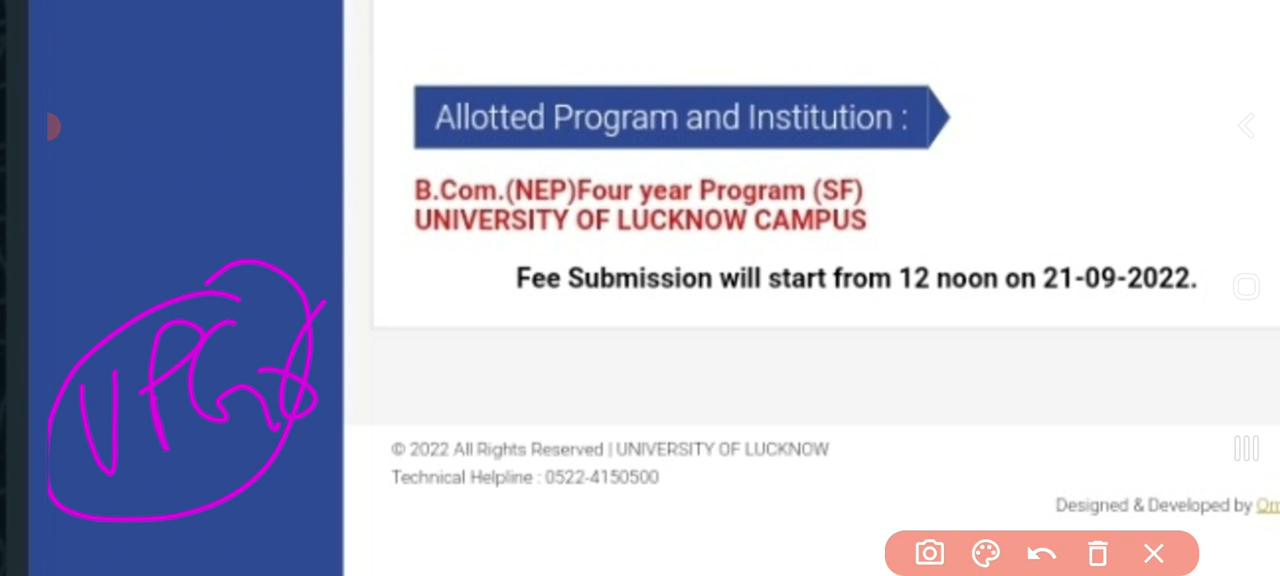 Allotted Program and Institution :
B.Com.(NEP)Four year Program (SF)
UNIVERSITY OF LUCKNOW CAMPUS
Fee Submission will start from 12 noon on 21-09-2022.
© 2022 All Rights Reserved | UNIVERSITY OF LUCKNOW
Technical Helpline : 0522-4150500
Designed & Developed by